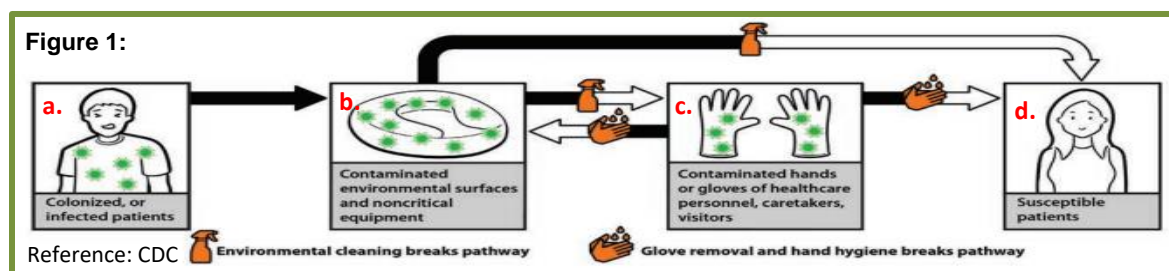 Figure 1:
a.
b.
c.
d.
Colonized, or
infected patients
Contaminated
environmental surfaces
and noncritical
equipment
Contaminated hands
or gloves of healthcare
personnel, caretakers,
visitors
Susceptible
patients
Reference: CDC
Environmental cleaning breaks pathway
Glove removal and hand hygiene breaks pathway